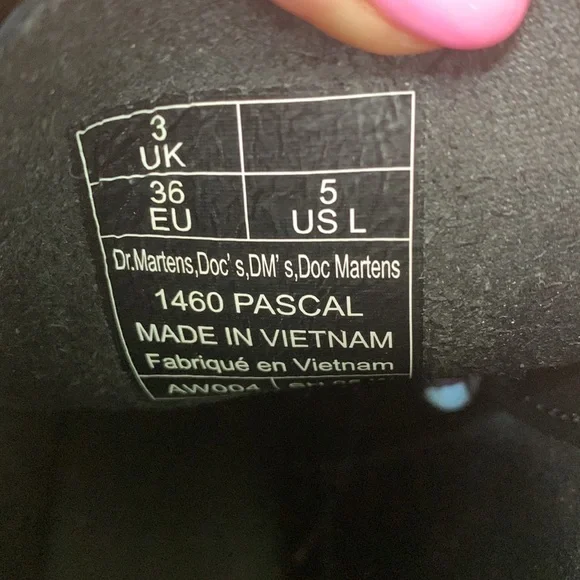 3
UK
36
EU
5
US L
Dr.Martens,Doc's,DM's,Doc Martens
1460 PASCAL
MADE IN VIETNAM
Fabriqué en Vietnam
AW004